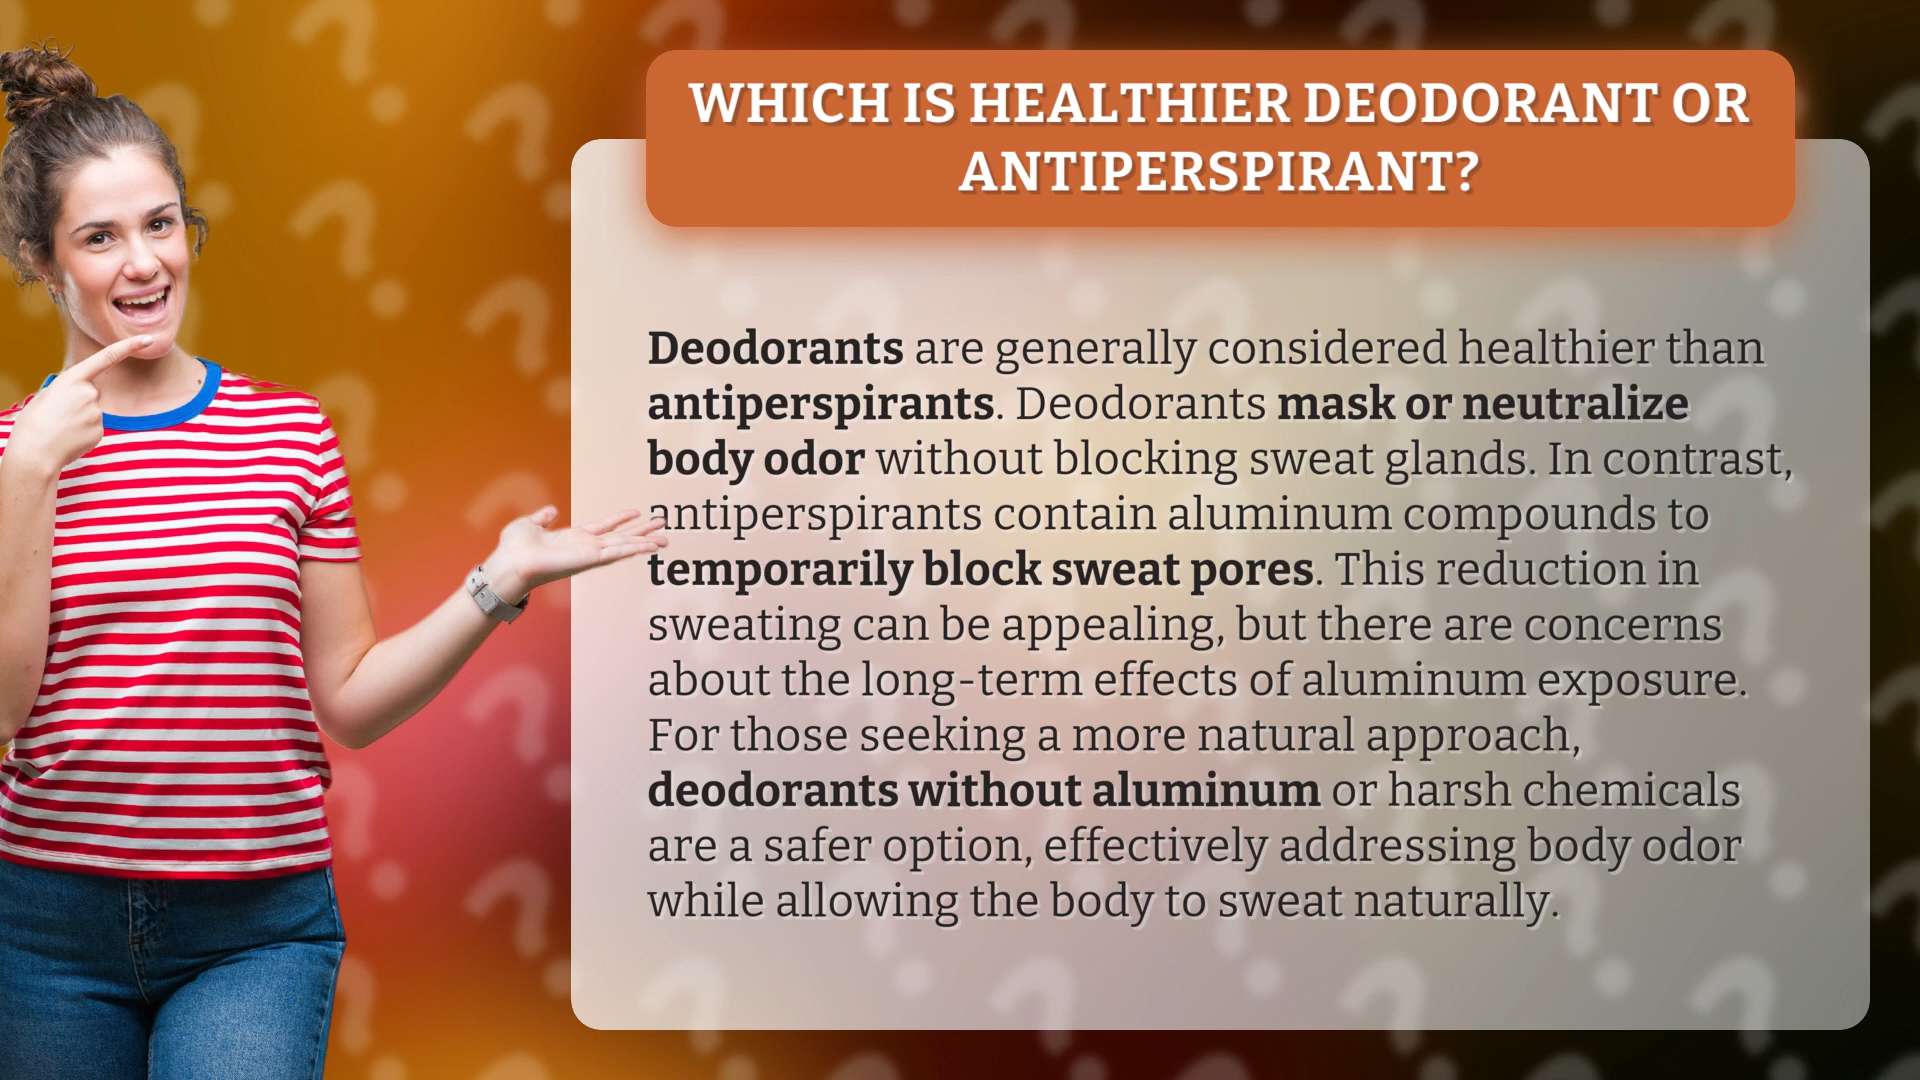 WHICH IS HEALTHIER DEODORANT OR
ANTIPERSPIRANT?
Deodorants are generally considered healthier than
antiperspirants. Deodorants mask or neutralize
body odor without blocking sweat glands. In contrast,
antiperspirants contain aluminum compounds to
temporarily block sweat pores. This reduction in
sweating can be appealing, but there are concerns
about the long-term effects of aluminum exposure.
For those seeking a more natural approach,
deodorants without aluminum or harsh chemicals
are a safer option, effectively addressing body odor
while allowing the body to sweat naturally.